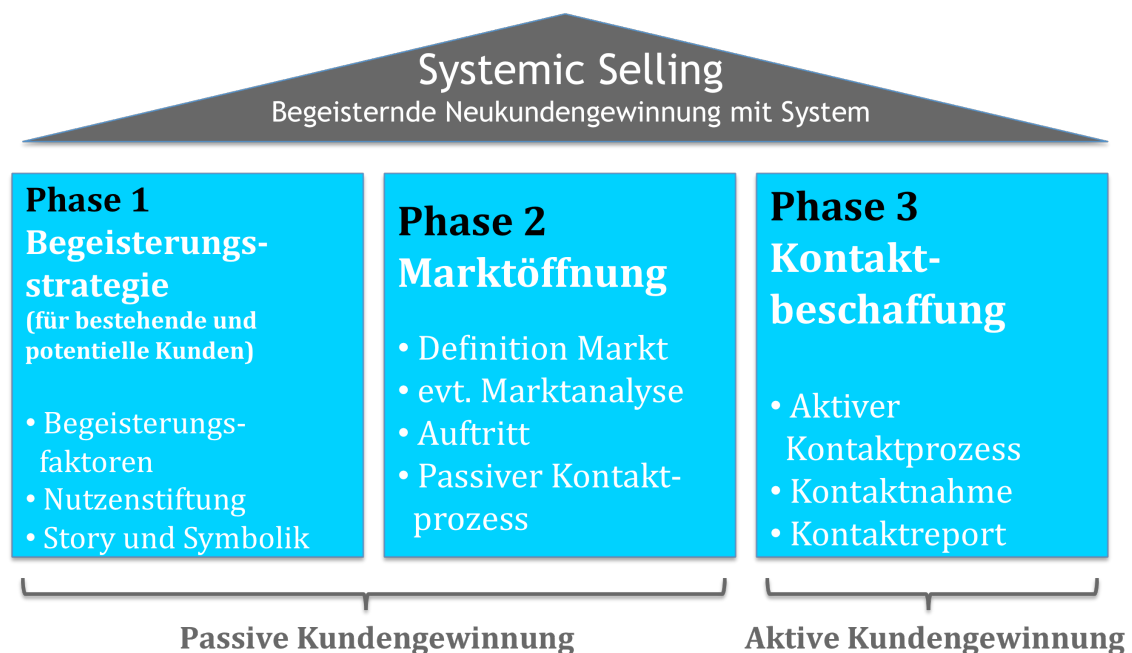 Systemic Selling
Begeisternde Neukundengewinnung mit System
Phase 1
Begeisterungs-
strategie
(für bestehende und
potentielle Kunden)
• Begeisterungs-
faktoren
• Nutzenstiftung
• Story und Symbolik
Phase 2
Marktöffnung
• Definition Markt
• evt. Marktanalyse
• Auftritt
• Passiver Kontakt-
prozess
Phase 3
Kontakt-
beschaffung
• Aktiver
Kontaktprozess
• Kontaktnahme
• Kontaktreport
Passive Kundengewinnung
Aktive Kundengewinnung